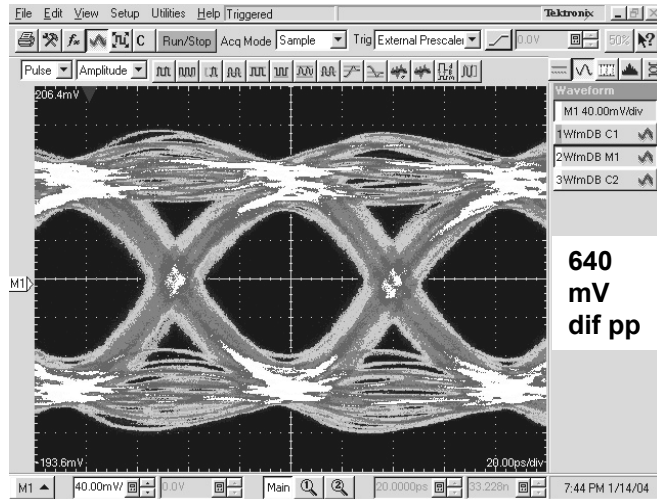 File Edit View Setup Utilities Help Triggered Tektronix
Run/Stop Acq Mode Sample Trig External Prescaler 0.0V 50%
Pulse Amplitude
206.4mV
Waveform
M1 40.00mV/div
1WfmDB C1
2WfmDB M1
3WfmDB C2
M1
640
mV
dif pp
-193.6mV
20.00ps/div
M1 40.00mV/ 0.0V Main 1 2 20.0000ps 33.228n 7:44 PM 1/14/04